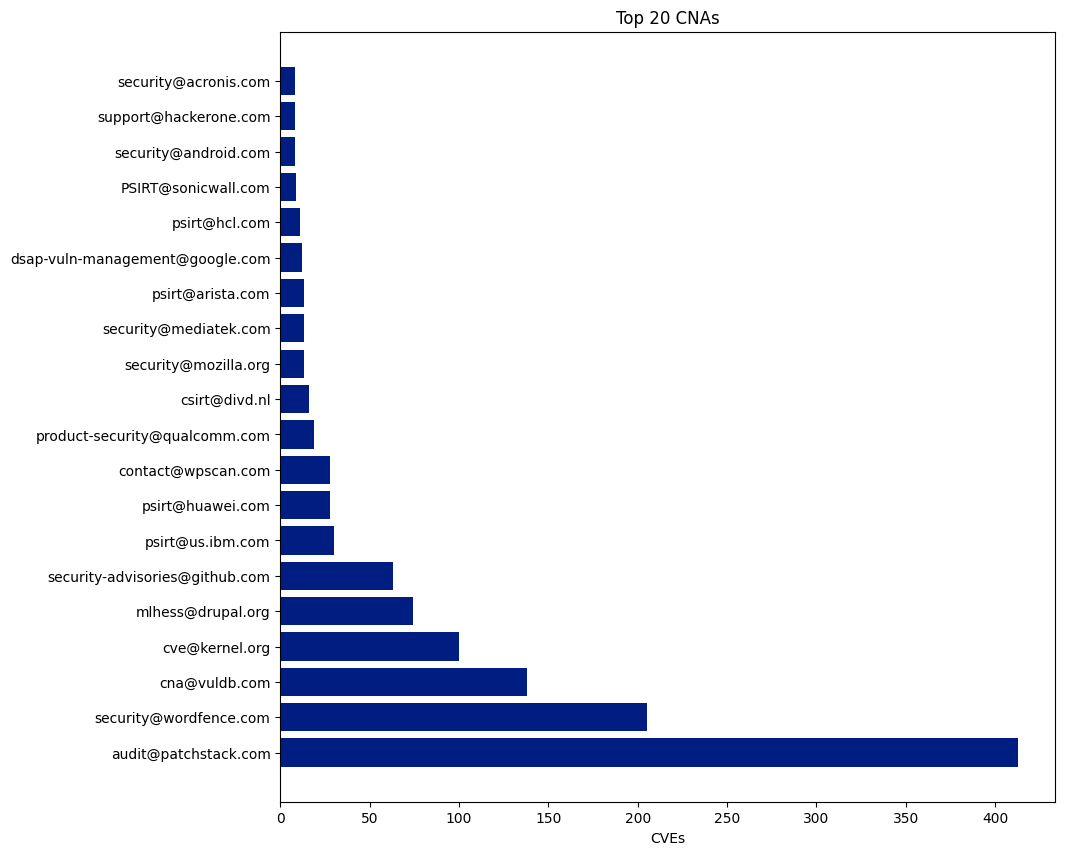 Top 20 CNAs
security@acronis.com
support@hackerone.com
security@android.com
PSIRT@sonicwall.com
psirt@hcl.com
dsap-vuln-management@google.com
psirt@arista.com
security@mediatek.com
security@mozilla.org
csirt@divd.nl
product-security@qualcomm.com
contact@wpscan.com
psirt@huawei.com
psirt@us.ibm.com
security-advisories@github.com
mlhess@drupal.org
cve@kernel.org
cna@vuldb.com
security@wordfence.com
audit@patchstack.com
0 50 100 150 200 250 300 350 400
CVEs